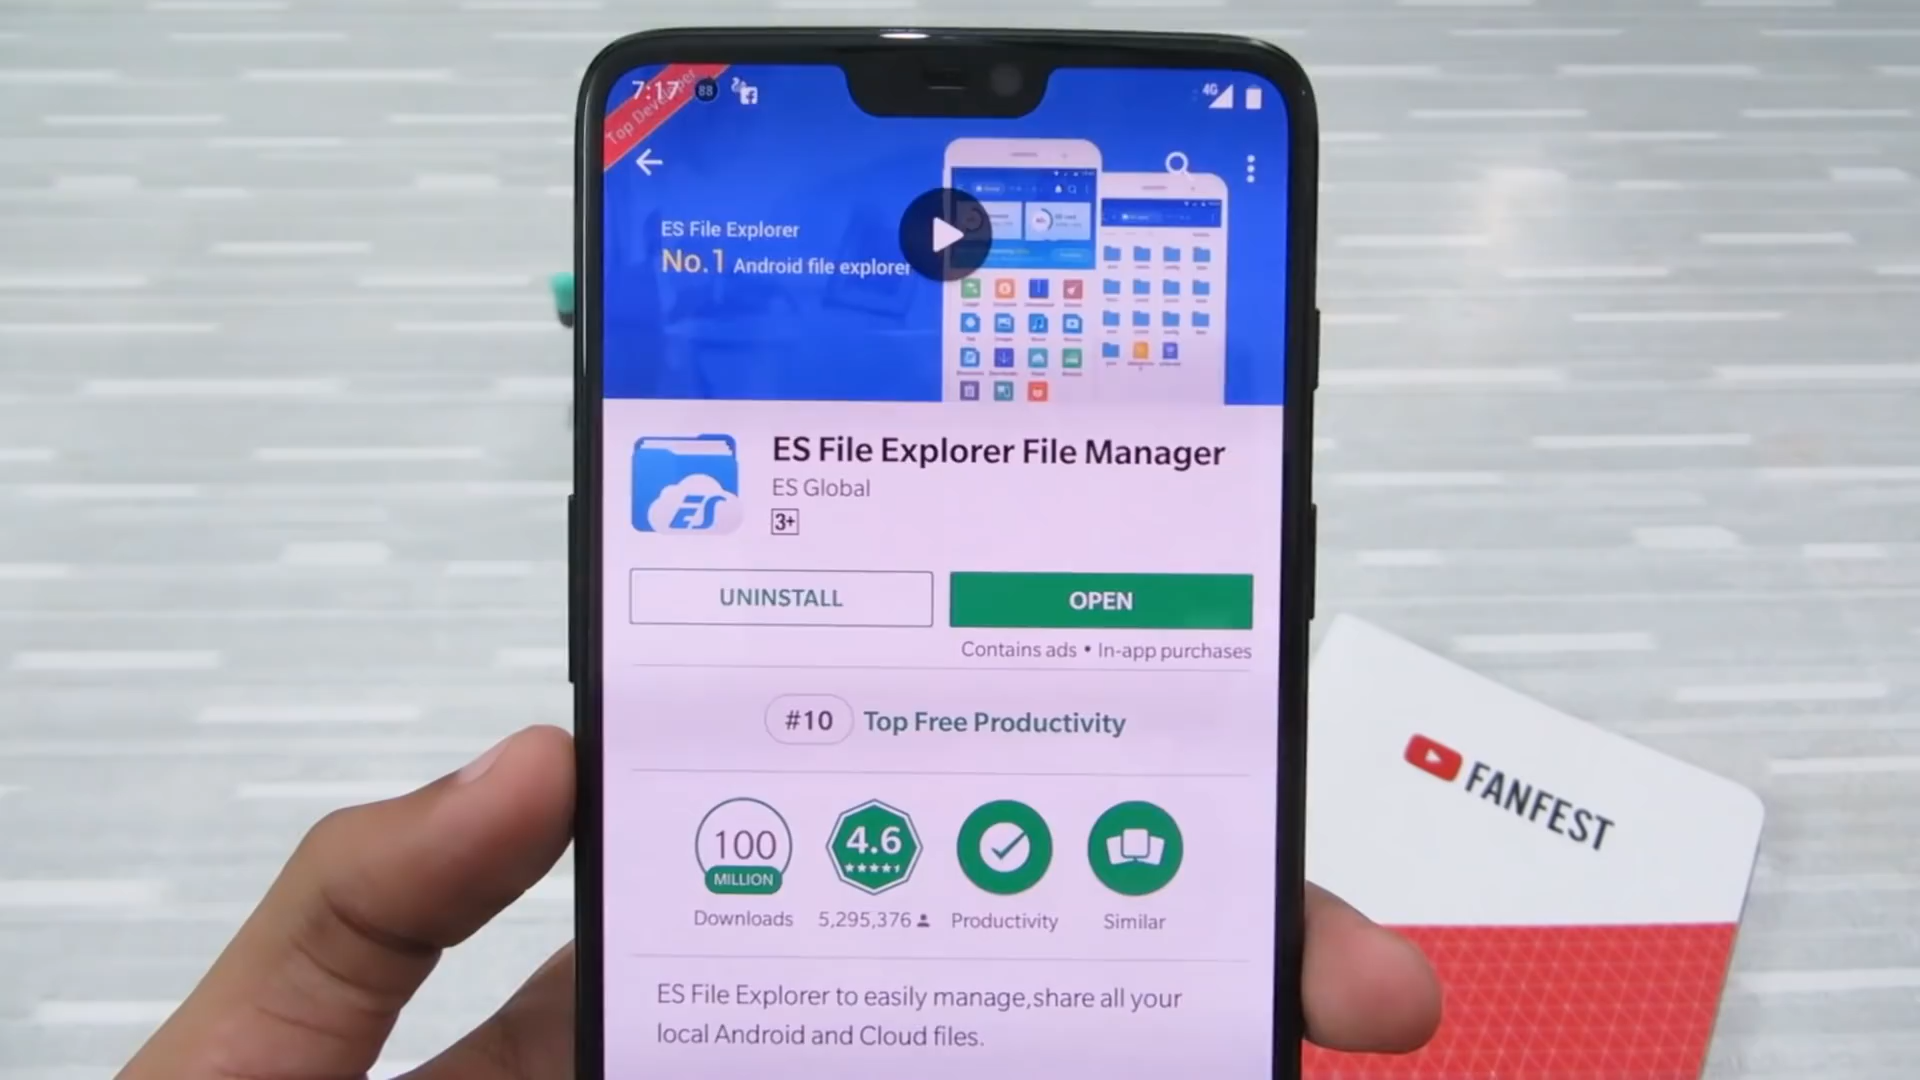 7:17
88
4G
Top Developer
ES File Explorer
No.1 Android file explorer
ES File Explorer File Manager
ES Global
3+
UNINSTALL
OPEN
Contains ads • In-app purchases
#10 Top Free Productivity
100
MILLION
4.6
Downloads
5,295,376
Productivity
Similar
ES File Explorer to easily manage,share all your
local Android and Cloud files.
FANFEST